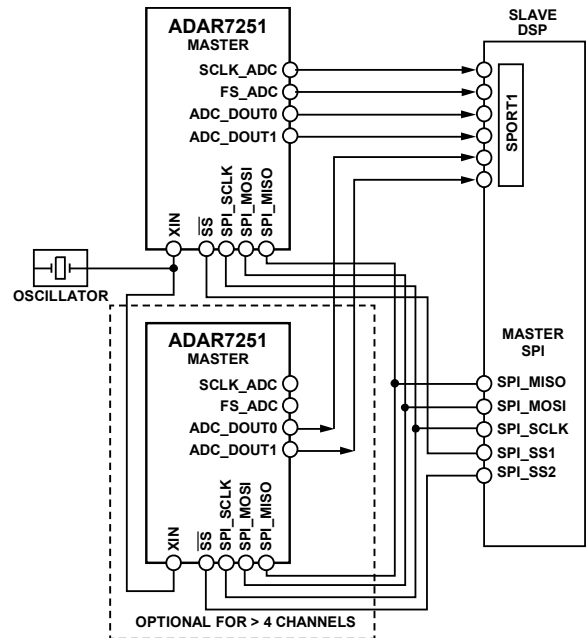 ADAR7251
MASTER
SCLK_ADC
FS_ADC
ADC_DOUT0
ADC_DOUT1
XIN
SS
SPI_SCLK
SPI_MOSI
SPI_MISO
SLAVE
DSP
SPORT1
OSCILLATOR
ADAR7251
MASTER
SCLK_ADC
FS_ADC
ADC_DOUT0
ADC_DOUT1
XIN
SS
SPI_SCLK
SPI_MOSI
SPI_MISO
OPTIONAL FOR > 4 CHANNELS
MASTER
SPI
SPI_MISO
SPI_MOSI
SPI_SCLK
SPI_SS1
SPI_SS2